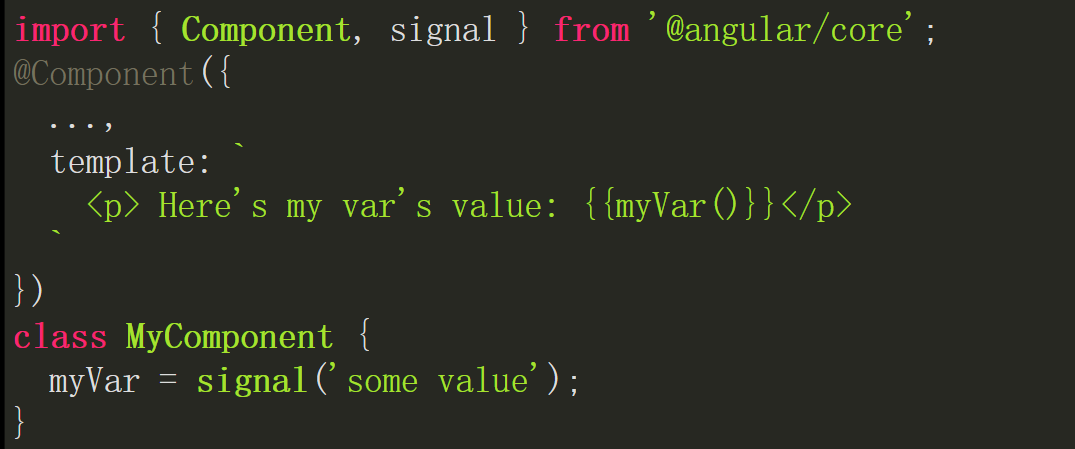 import { Component, signal } from '@angular/core';
@Component({
  ...,
  template: `
    <p> Here's my var's value: {{myVar()}}</p>
  `
})
class MyComponent {
  myVar = signal('some value');
}